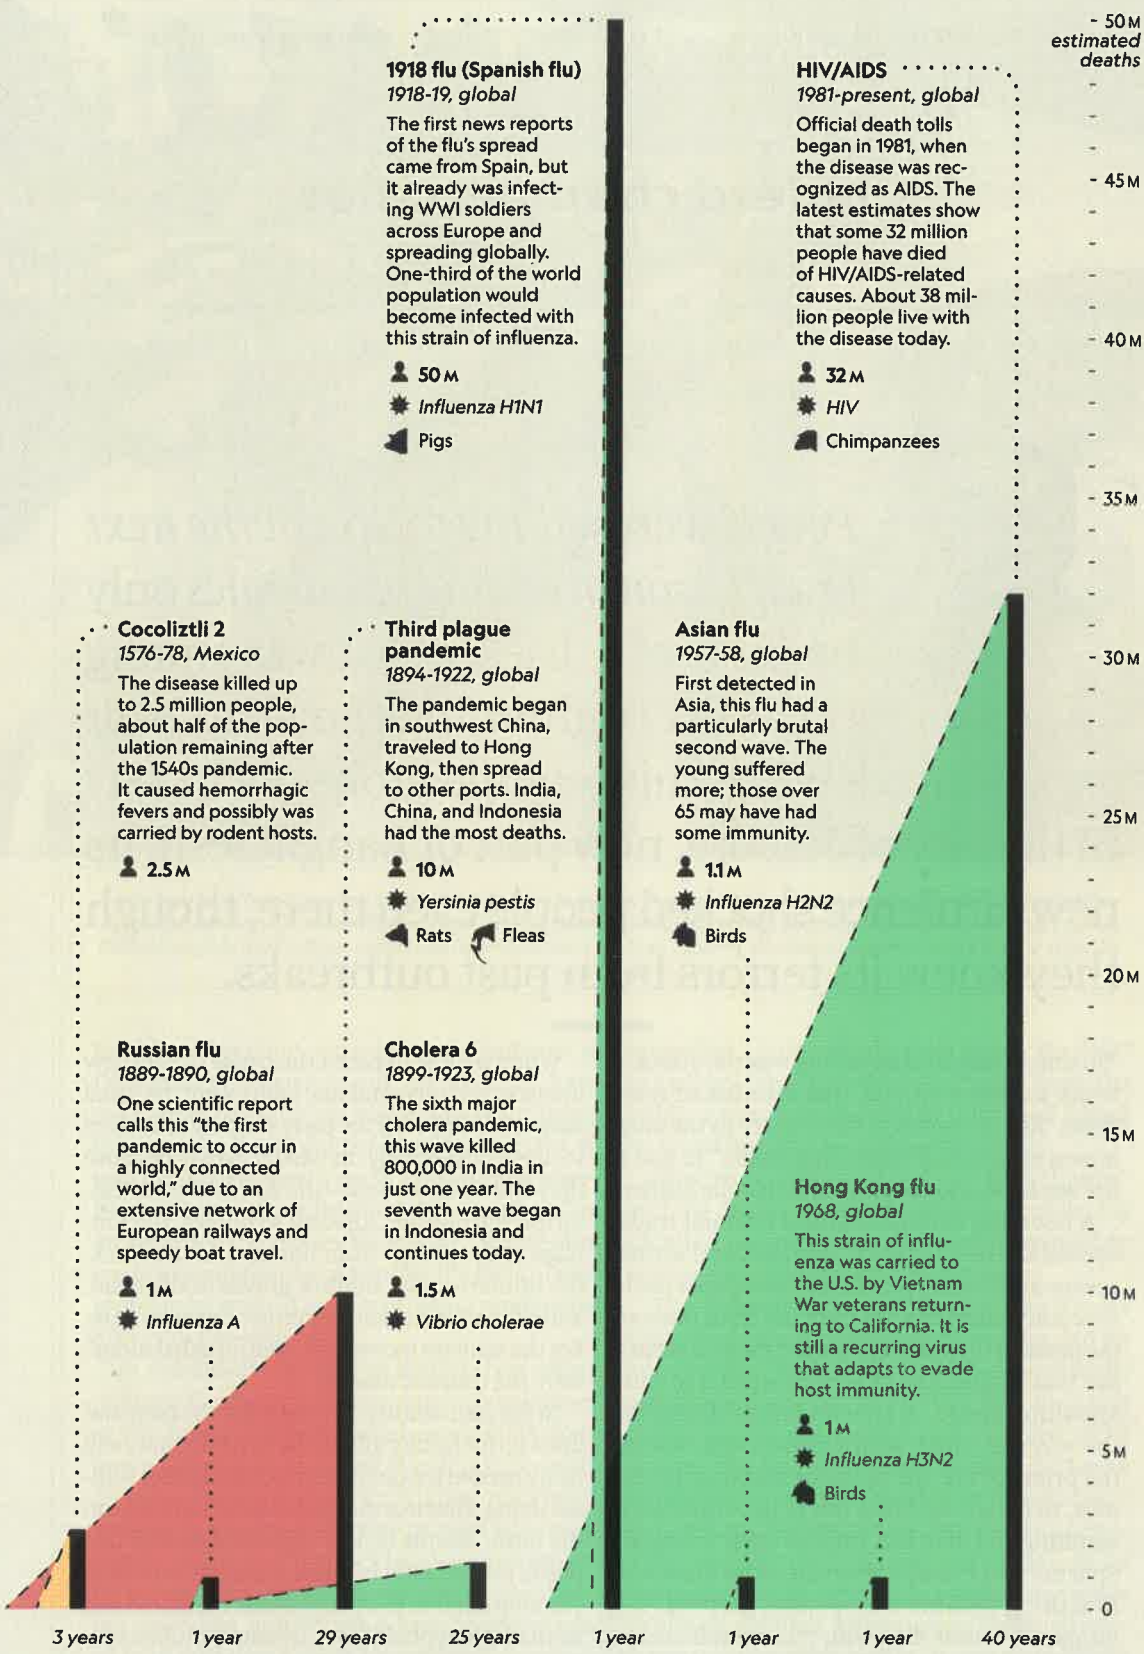 - 50 M
estimated
deaths
1918 flu (Spanish flu)
1918-19, global
The first news reports
of the flu's spread
came from Spain, but
it already was infect-
ing WWI soldiers
across Europe and
spreading globally.
One-third of the world
population would
become infected with
this strain of influenza.
50 M
Influenza H1N1
Pigs
HIV/AIDS
1981-present, global
Official death tolls
began in 1981, when
the disease was rec-
ognized as AIDS. The
latest estimates show
that some 32 million
people have died
of HIV/AIDS-related
causes. About 38 mil-
lion people live with
the disease today.
32 M
HIV
Chimpanzees
- 45 M
- 40 M
- 35 M
Cocoliztli 2
1576-78, Mexico
The disease killed up
to 2.5 million people,
about half of the pop-
ulation remaining after
the 1540s pandemic.
It caused hemorrhagic
fevers and possibly was
carried by rodent hosts.
2.5 M
Third plague
pandemic
1894-1922, global
The pandemic began
in southwest China,
traveled to Hong
Kong, then spread
to other ports. India,
China, and Indonesia
had the most deaths.
10 M
Yersinia pestis
Rats Fleas
Asian flu
1957-58, global
First detected in
Asia, this flu had a
particularly brutal
second wave. The
young suffered
more; those over
65 may have had
some immunity.
1.1 M
Influenza H2N2
Birds
- 30 M
- 25 M
- 20 M
Russian flu
1889-1890, global
One scientific report
calls this "the first
pandemic to occur in
a highly connected
world," due to an
extensive network of
European railways and
speedy boat travel.
1 M
Influenza A
Cholera 6
1899-1923, global
The sixth major
cholera pandemic,
this wave killed
800,000 in India in
just one year. The
seventh wave began
in Indonesia and
continues today.
1.5 M
Vibrio cholerae
- 15 M
Hong Kong flu
1968, global
This strain of influ-
enza was carried to
the U.S. by Vietnam
War veterans return-
ing to California. It is
still a recurring virus
that adapts to evade
host immunity.
1 M
Influenza H3N2
Birds
- 10 M
- 5 M
- 0
3 years
1 year
29 years
25 years
1 year
1 year
1 year
40 years